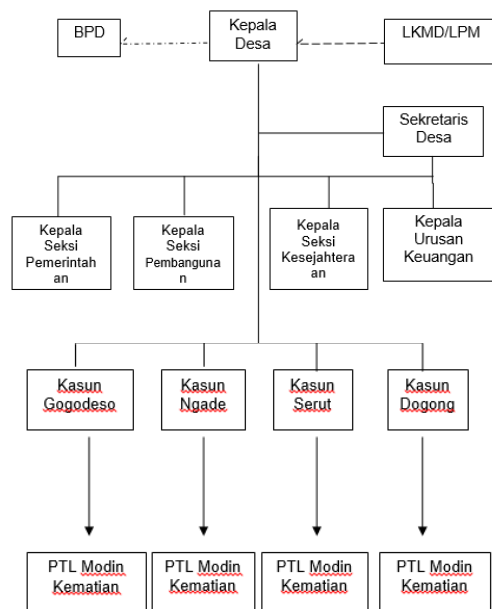 BPD
Kepala
Desa
LKMD/LPM
Sekretaris
Desa
Kepala
Seksi
Pemerintah
an
Kepala
Seksi
Pembanguna
n
Kepala
Seksi
Kesejahtera
an
Kepala
Urusan
Keuangan
Kasun
Gogodeso
Kasun
Ngade
Kasun
Serut
Kasun
Dogong
PTL Modin
Kematian
PTL Modin
Kematian
PTL Modin
Kematian
PTL Modin
Kematian